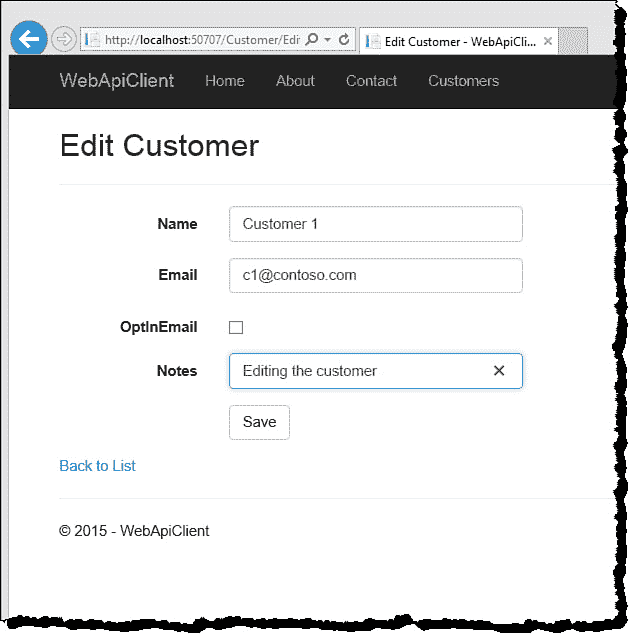 http://localhost:50707/Customer/Edi
Edit Customer - WebApiCli...
WebApiClient Home About Contact Customers
Edit Customer
Name Customer 1
Email c1@contoso.com
OptInEmail
Notes Editing the customer
Save
Back to List
© 2015 - WebApiClient